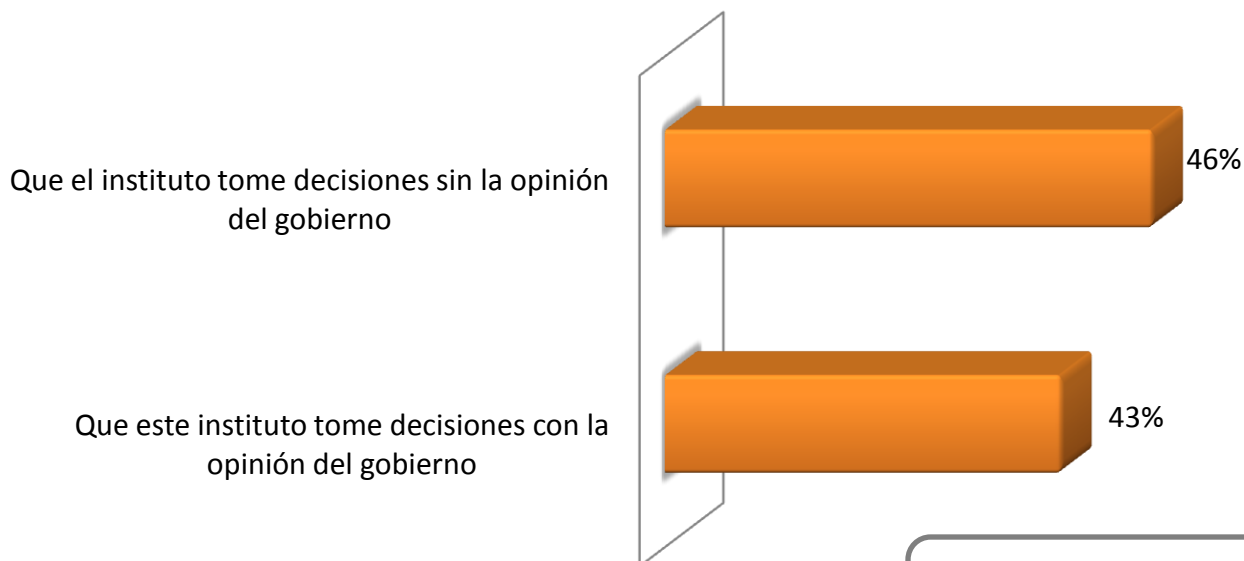 Que el instituto tome decisiones sin la opinión
del gobierno
46%
Que este instituto tome decisiones con la
opinión del gobierno
43%